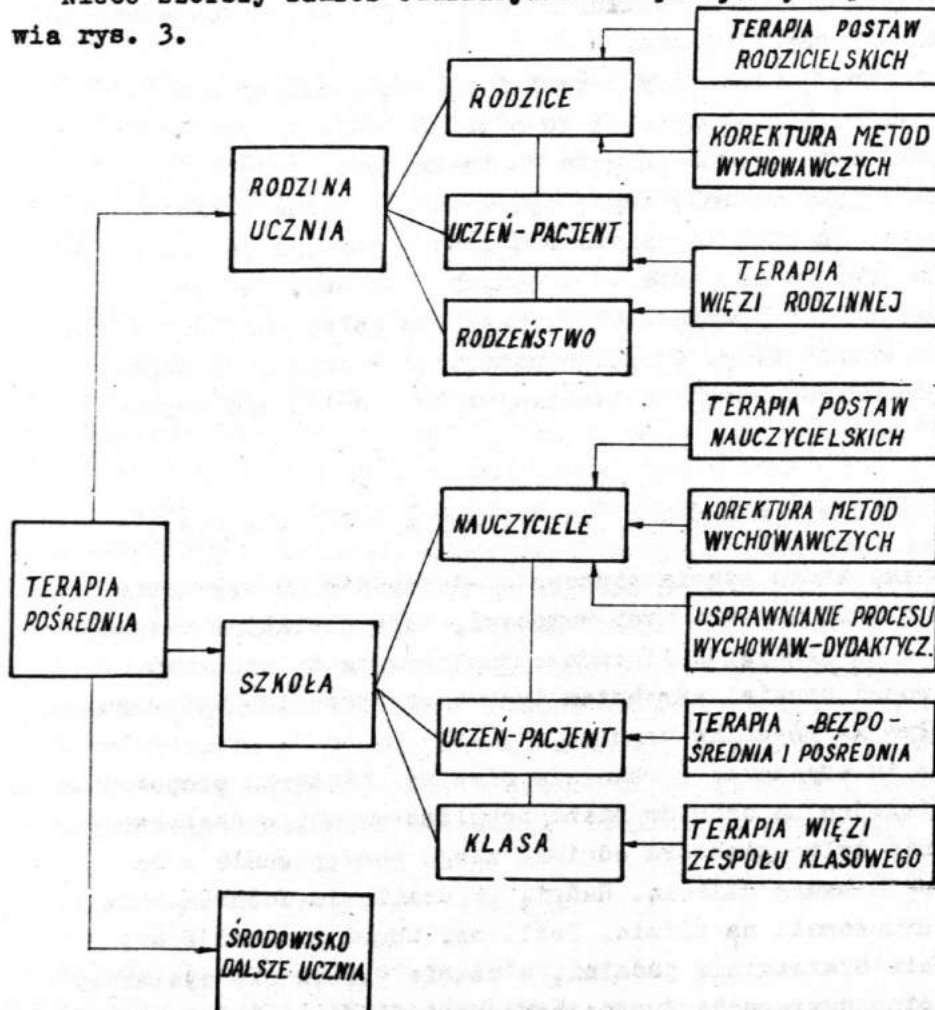 wia rys. 3.
TERAPIA POSTAW
RODZICIELSKICH
RODZICE
KOREKTURA METOD
WYCHOWAWCZYCH
RODZINA
UCZNIA
UCZEŃ-PACJENT
TERAPIA
WIĘZI RODZINNEJ
RODZEŃSTWO
TERAPIA POSTAW
NAUCZYCIELSKICH
NAUCZYCIELE
KOREKTURA METOD
WYCHOWAWCZYCH
TERAPIA
POŚREDNIA
USPRAWNIANIE PROCESU
WYCHOWAW.-DYDAKTYCZ.
SZKOŁA
UCZEŃ-PACJENT
TERAPIA BEZPO-
ŚREDNIA I POŚREDNIA
KLASA
TERAPIA WIĘZI
ZESPOŁU KLASOWEGO
ŚRODOWISKO
DALSZE UCZNIA